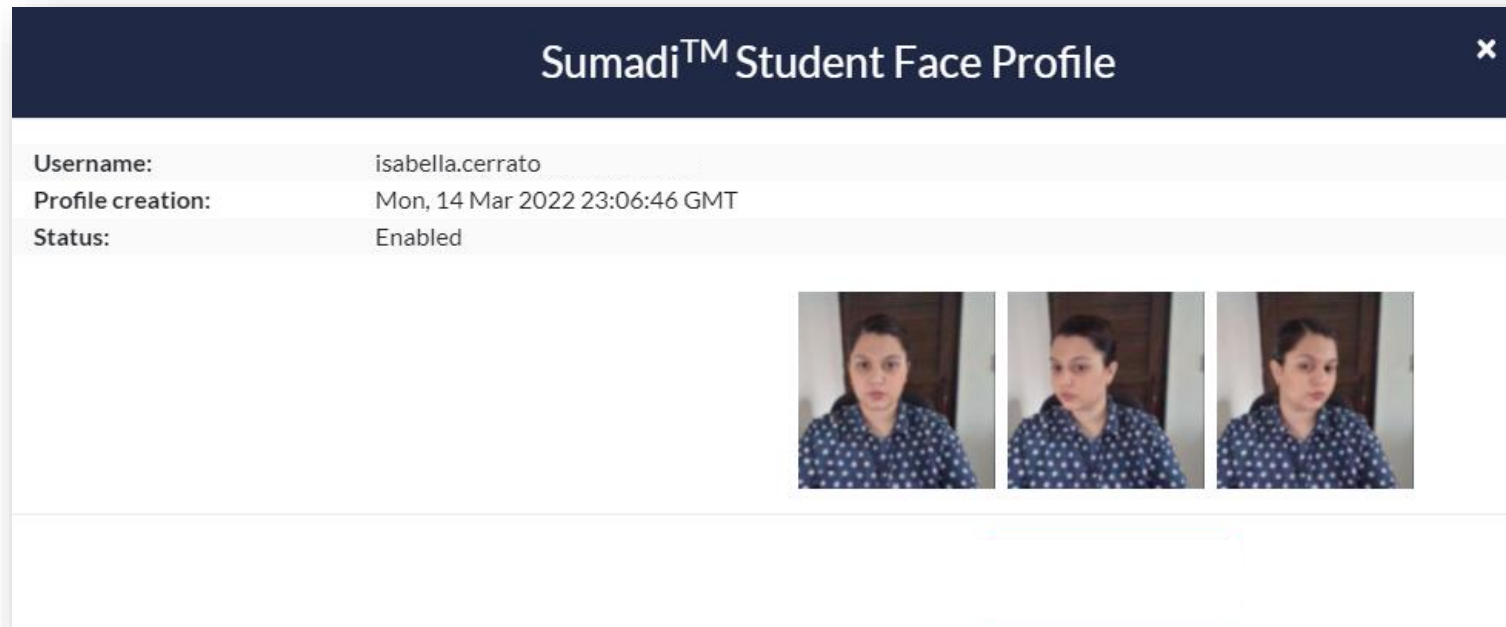 Sumadi™ Student Face Profile ×
Username: isabella.cerrato
Profile creation: Mon, 14 Mar 2022 23:06:46 GMT
Status: Enabled